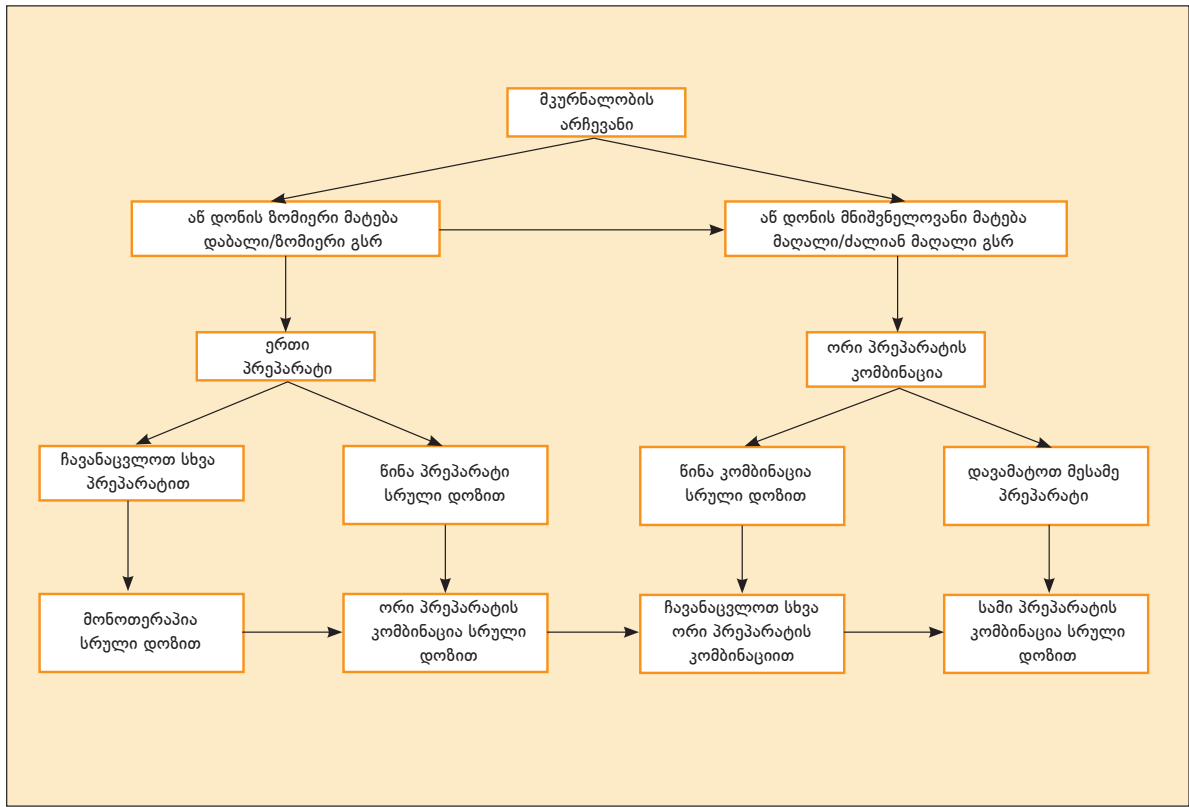 მკურნალობის
არჩევანი
აწ დონის ზომიერი მატება
დაბალი/ზომიერი გსრ
აწ დონის მნიშვნელოვანი მატება
მაღალი/ძალიან მაღალი გსრ
ერთი
პრეპარატი
ორი პრეპარატის
კომბინაცია
ჩავანაცვლოთ სხვა
პრეპარატით
წინა პრეპარატი
სრული დოზით
წინა კომბინაცია
სრული დოზით
დავამატოთ მესამე
პრეპარატი
მონოთერაპია
სრული დოზით
ორი პრეპარატის
კომბინაცია სრული
დოზით
ჩავანაცვლოთ სხვა
ორი პრეპარატის
კომბინაციით
სამი პრეპარატის
კომბინაცია სრული
დოზით